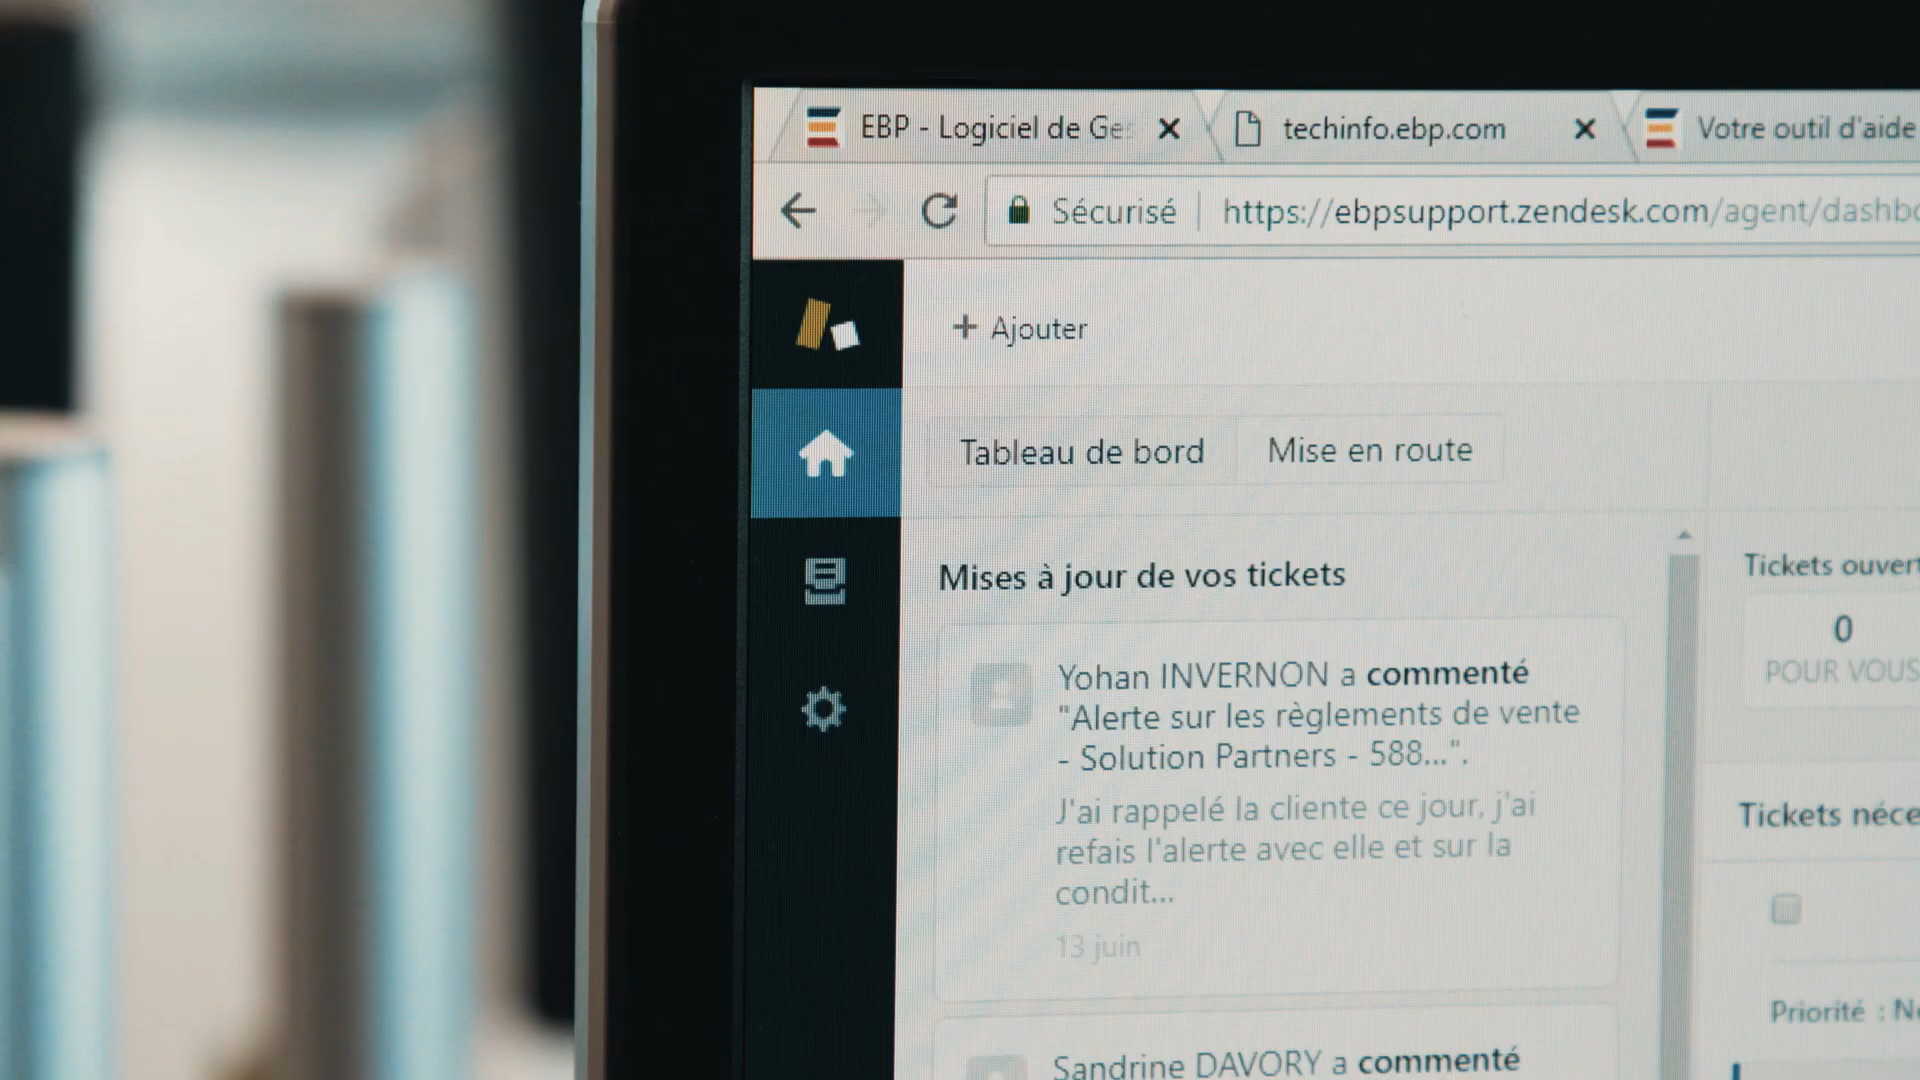 EBP - Logiciel de Ge
techinfo.ebp.com
Votre outil d'aide
Sécurisé
https://ebpsupport.zendesk.com/agent/dashbo
+ Ajouter
Tableau de bord
Mise en route
Mises à jour de vos tickets
Yohan INVERNON a commenté
"Alerte sur les règlements de vente
- Solution Partners - 588...".
J'ai rappelé la cliente ce jour, j'ai
refais l'alerte avec elle et sur la
condit...
13 juin
Sandrine DAVORY a commenté
Tickets ouvert
0
POUR VOUS
Tickets néce
Priorité : No